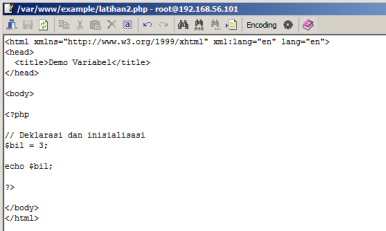 /var/www/example/latihan2.php - root@192.168.56.101
Encoding
<html xmlns="http://www.w3.org/1999/xhtml" xml:lang="en" lang="en">
<head>
  <title>Demo Variabel</title>
</head>
<body>
<?php
// Deklarasi dan inisialisasi
$bil = 3;
echo $bil;
?>
</body>
</html>